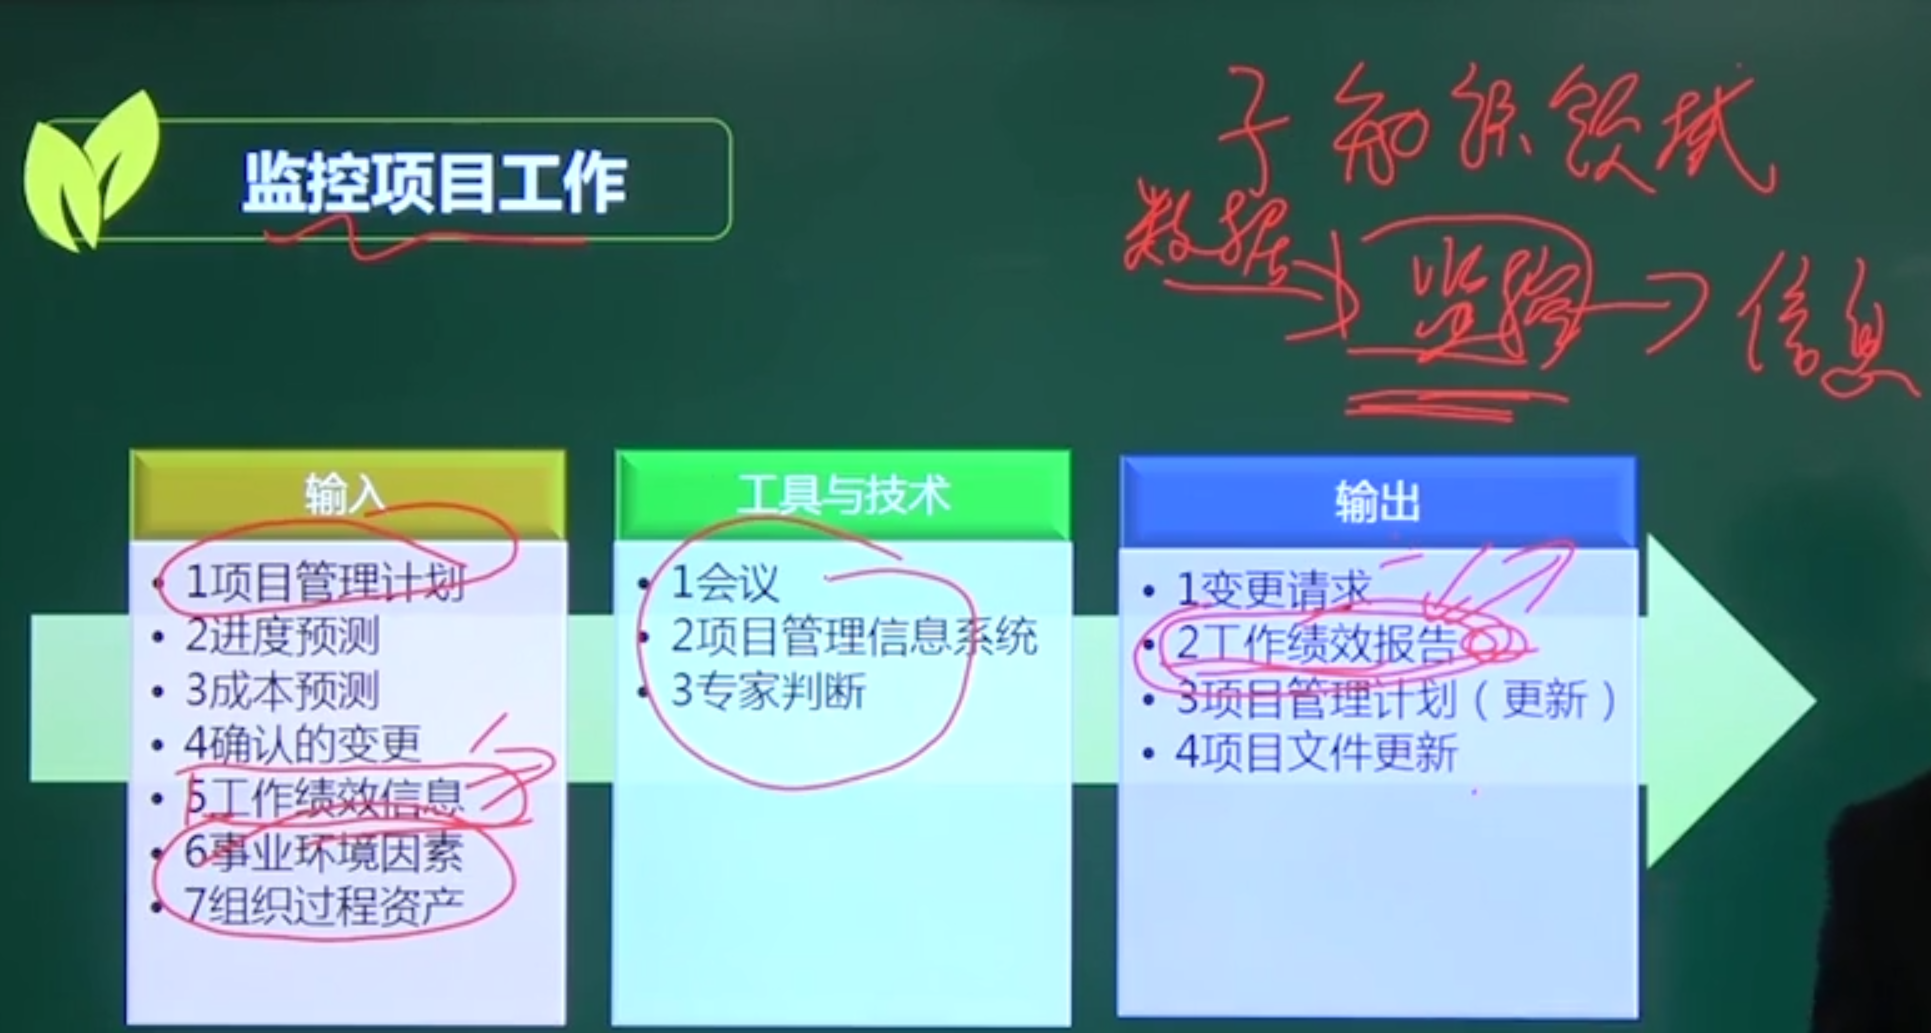 监控项目工作
子知识领域
数据
监控
信息
输入
1项目管理计划
2进度预测
3成本预测
4确认的变更
5工作绩效信息
6事业环境因素
7组织过程资产
工具与技术
1会议
2项目管理信息系统
3专家判断
输出
1变更请求
2工作绩效报告
3项目管理计划（更新）
4项目文件更新